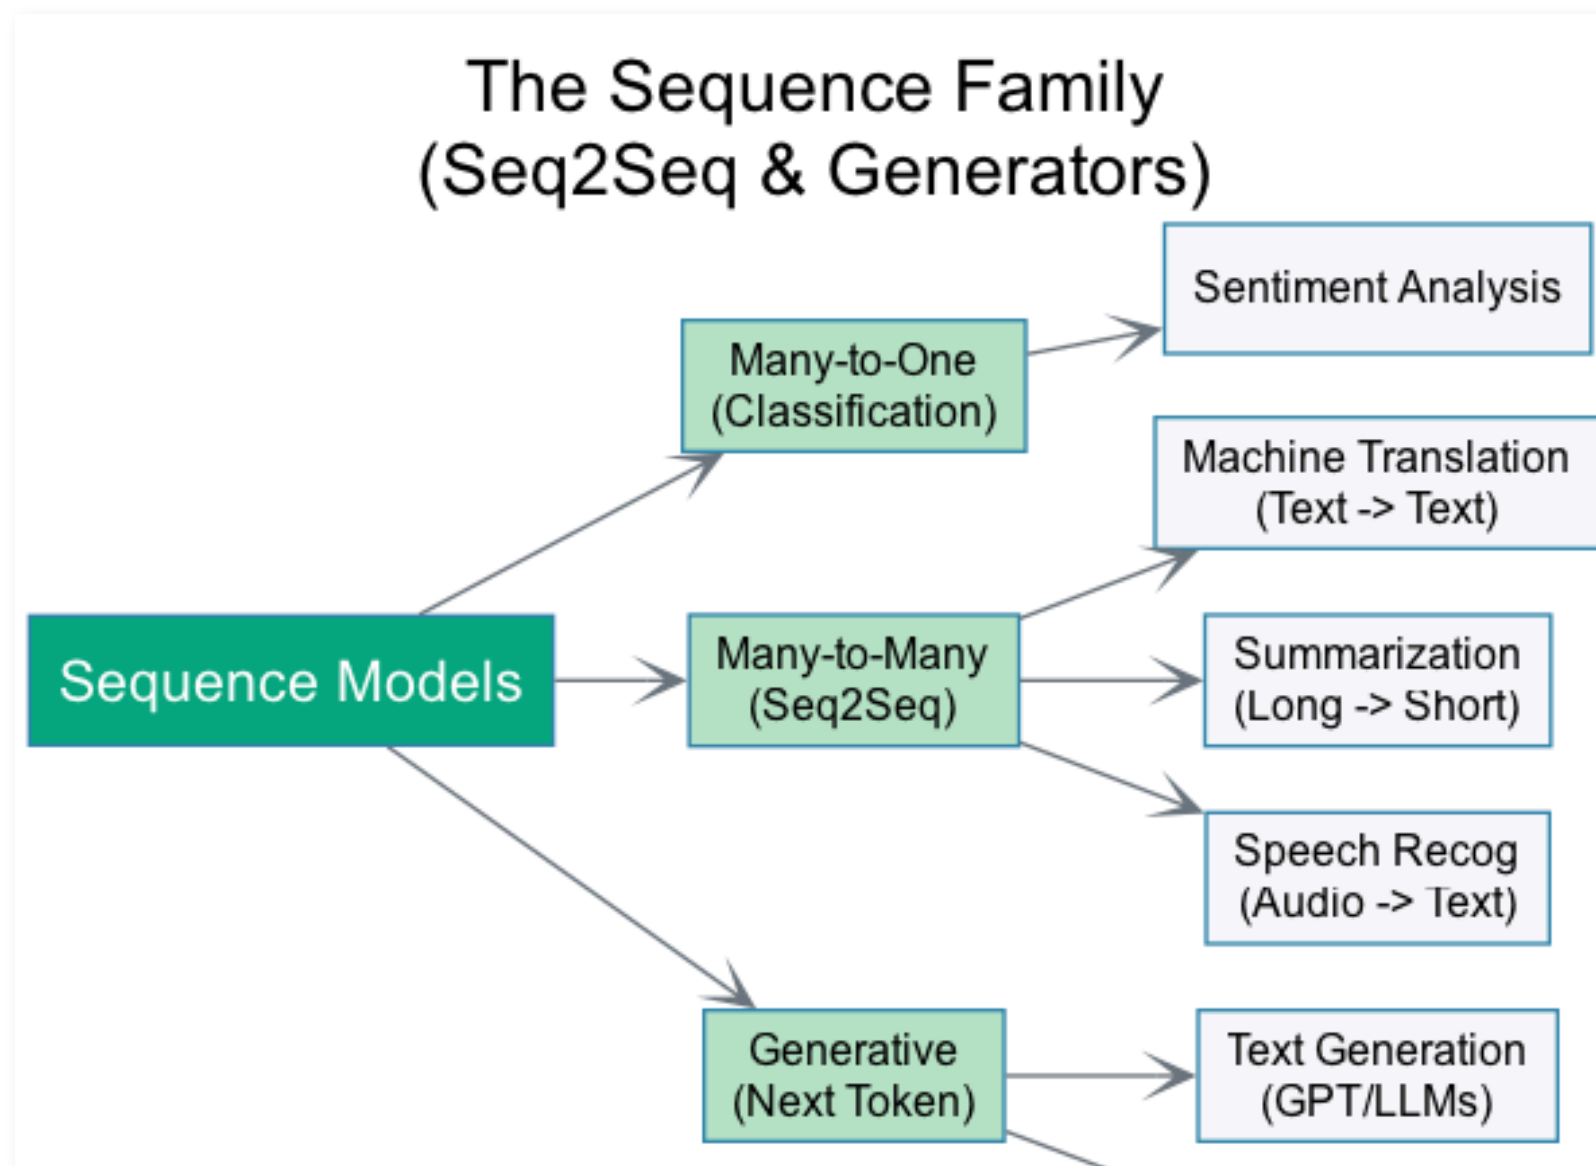 The Sequence Family
(Seq2Seq & Generators)
Sentiment Analysis
Many-to-One
(Classification)
Machine Translation
(Text -> Text)
Sequence Models
Many-to-Many
(Seq2Seq)
Summarization
(Long -> Short)
Speech Recog
(Audio -> Text)
Generative
(Next Token)
Text Generation
(GPT/LLMs)